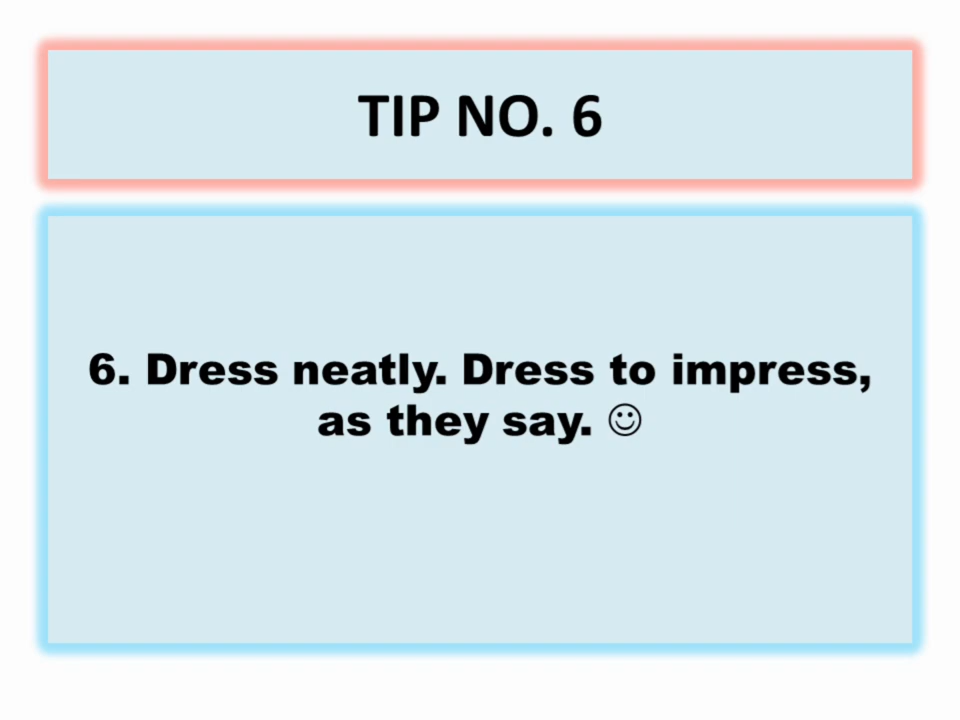 TIP NO. 6
6. Dress neatly. Dress to impress,
as they say. ☺